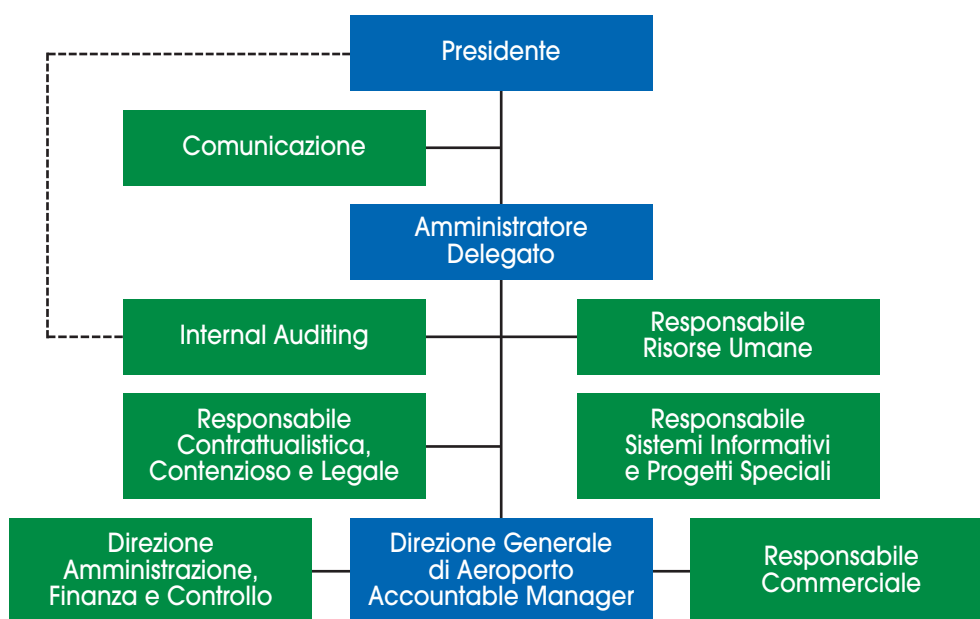 Presidente
Comunicazione
Amministratore
Delegato
Internal Auditing
Responsabile
Risorse Umane
Responsabile
Contrattualistica,
Contenzioso e Legale
Responsabile
Sistemi Informativi
e Progetti Speciali
Direzione
Amministrazione,
Finanza e Controllo
Direzione Generale
di Aeroporto
Accountable Manager
Responsabile
Commerciale